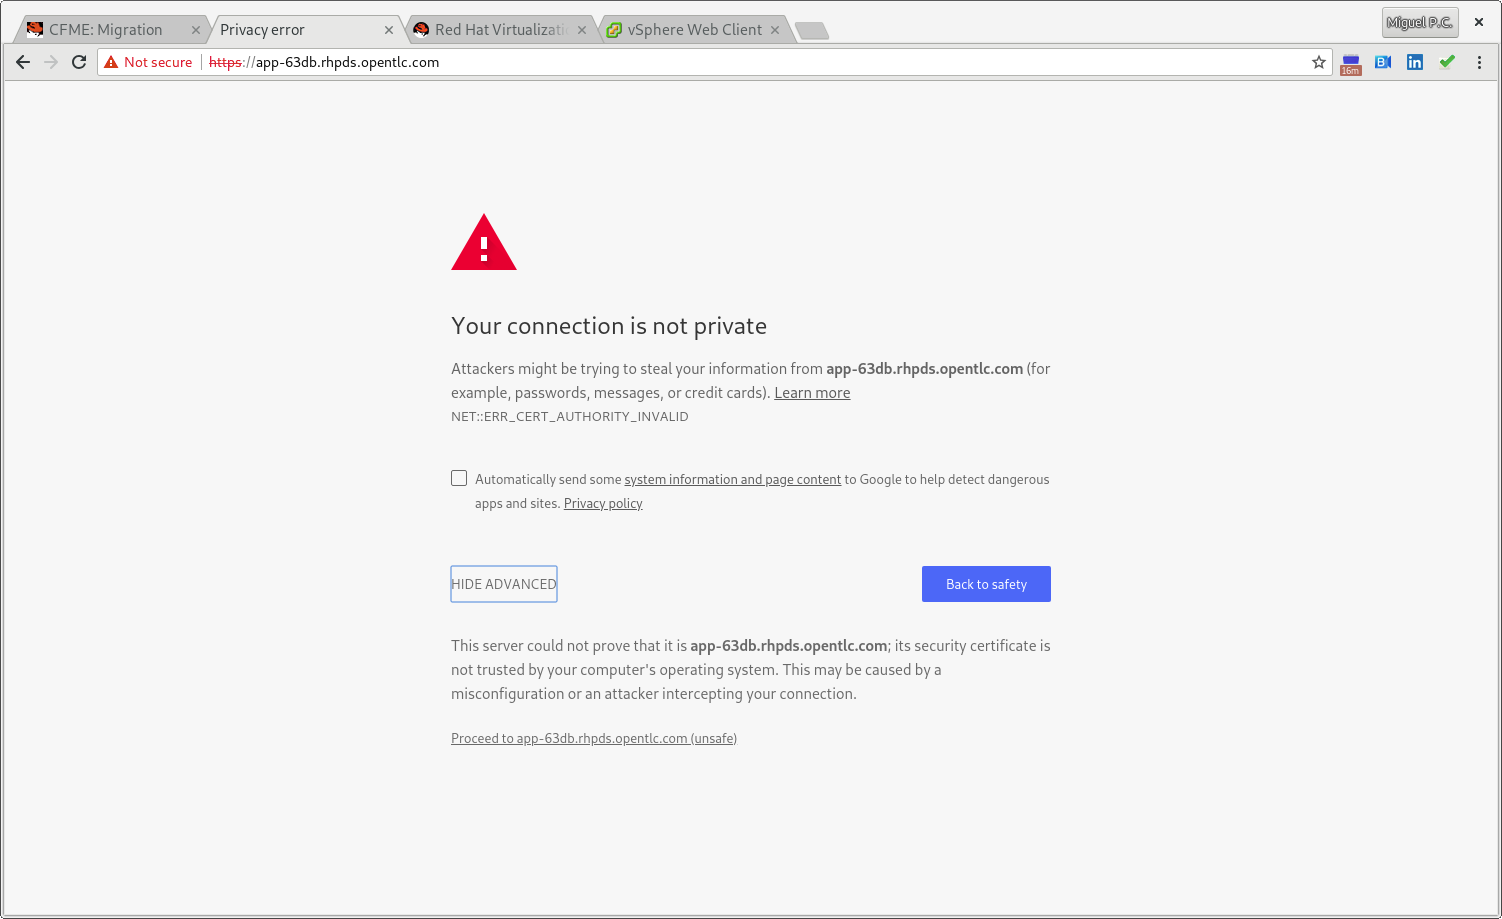 CFME: Migration
Privacy error
Red Hat Virtualizati
vSphere Web Client
Miguel P.C.
Not secure
https://app-63db.rhpds.opentlc.com
16m
B
in
Your connection is not private
Attackers might be trying to steal your information from app-63db.rhpds.opentlc.com (for
example, passwords, messages, or credit cards). Learn more
NET::ERR_CERT_AUTHORITY_INVALID
Automatically send some system information and page content to Google to help detect dangerous
apps and sites. Privacy policy
HIDE ADVANCED
Back to safety
This server could not prove that it is app-63db.rhpds.opentlc.com; its security certificate is
not trusted by your computer's operating system. This may be caused by a
misconfiguration or an attacker intercepting your connection.
Proceed to app-63db.rhpds.opentlc.com (unsafe)